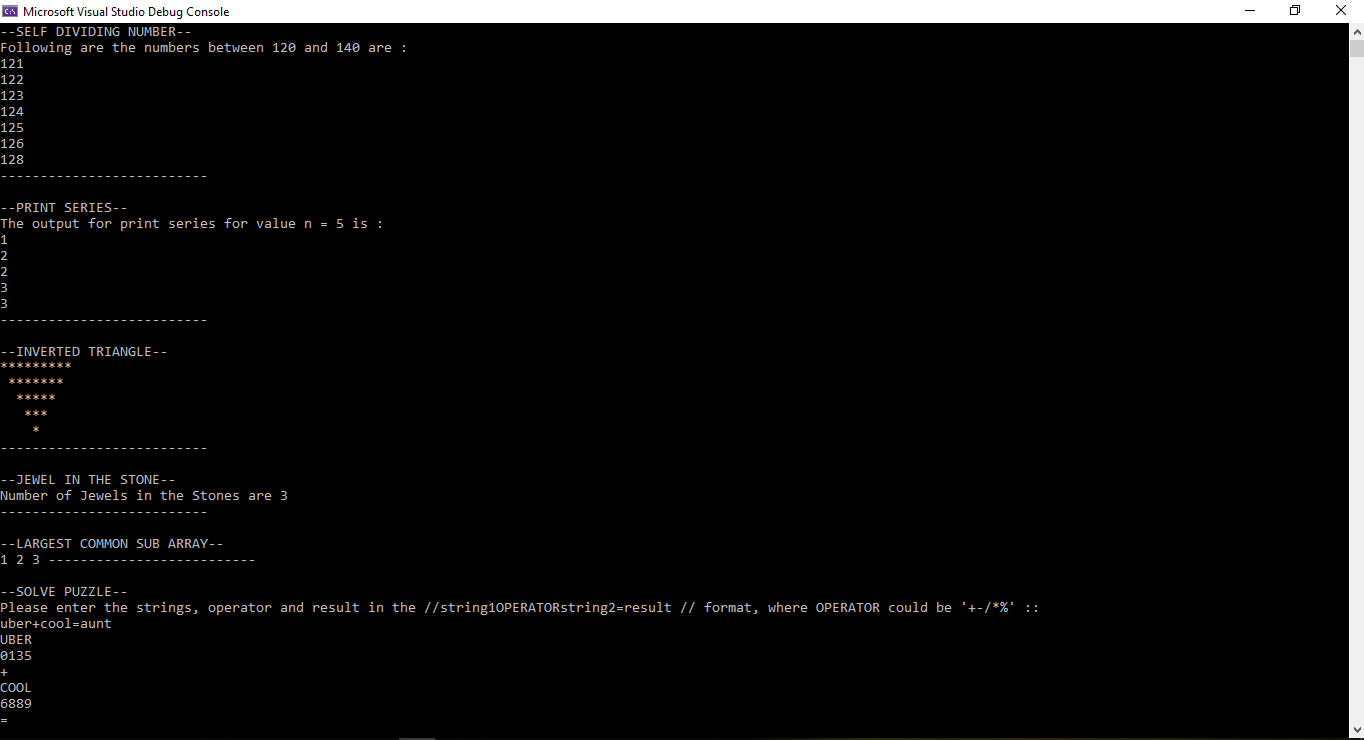 Microsoft Visual Studio Debug Console
--SELF DIVIDING NUMBER--
Following are the numbers between 120 and 140 are :
121
122
123
124
125
126
128
--------------------------
--PRINT SERIES--
The output for print series for value n = 5 is :
1
2
2
3
3
--------------------------
--INVERTED TRIANGLE--
*********
 *******
  *****
   ***
    *
--------------------------
--JEWEL IN THE STONE--
Number of Jewels in the Stones are 3
--------------------------
--LARGEST COMMON SUB ARRAY--
1 2 3 --------------------------
--SOLVE PUZZLE--
Please enter the strings, operator and result in the //string1OPERATORstring2=result // format, where OPERATOR could be '+-/*%' ::
uber+cool=aunt
UBER
0135
+
COOL
6889
=